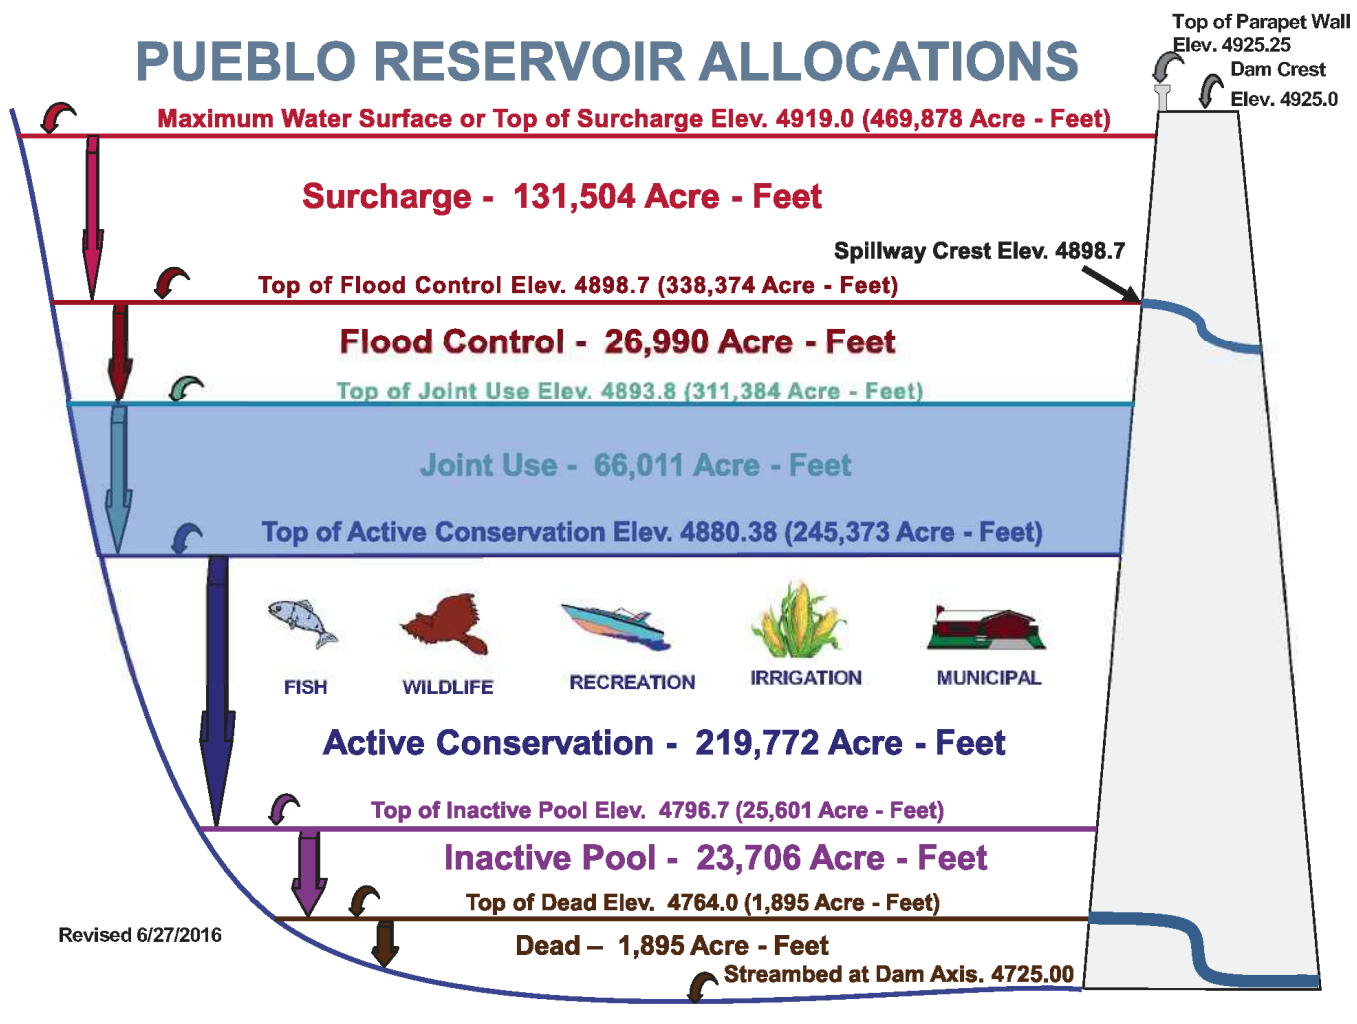 PUEBLO RESERVOIR ALLOCATIONS
Top of Parapet Wall
Elev. 4925.25
Dam Crest
Elev. 4925.0
Maximum Water Surface or Top of Surcharge Elev. 4919.0 (469,878 Acre - Feet)
Surcharge - 131,504 Acre - Feet
Spillway Crest Elev. 4898.7
Top of Flood Control Elev. 4898.7 (338,374 Acre - Feet)
Flood Control - 26,990 Acre - Feet
Top of Joint Use Elev. 4893.8 (311,384 Acre - Feet)
Joint Use - 66,011 Acre - Feet
Top of Active Conservation Elev. 4880.38 (245,373 Acre - Feet)
FISH
WILDLIFE
RECREATION
IRRIGATION
MUNICIPAL
Active Conservation - 219,772 Acre - Feet
Top of Inactive Pool Elev. 4796.7 (25,601 Acre - Feet)
Inactive Pool - 23,706 Acre - Feet
Top of Dead Elev. 4764.0 (1,895 Acre - Feet)
Revised 6/27/2016
Dead – 1,895 Acre - Feet
Streambed at Dam Axis. 4725.00